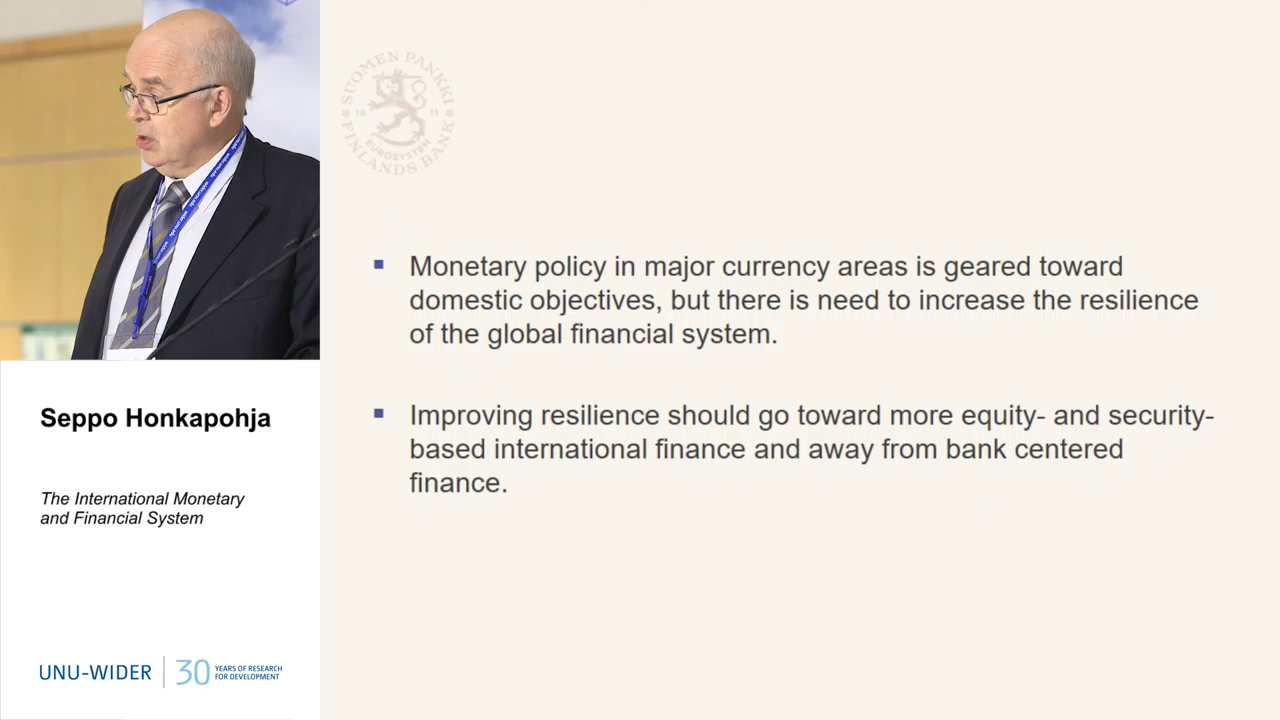 SUOMEN PANKKI
18 11
EUROSYSTEM
FINLANDS BANK
Monetary policy in major currency areas is geared toward
domestic objectives, but there is need to increase the resilience
of the global financial system.
Improving resilience should go toward more equity- and security-
based international finance and away from bank centered
finance.
Seppo Honkapohja
The International Monetary
and Financial System
UNU-WIDER
30
YEARS OF RESEARCH
FOR DEVELOPMENT